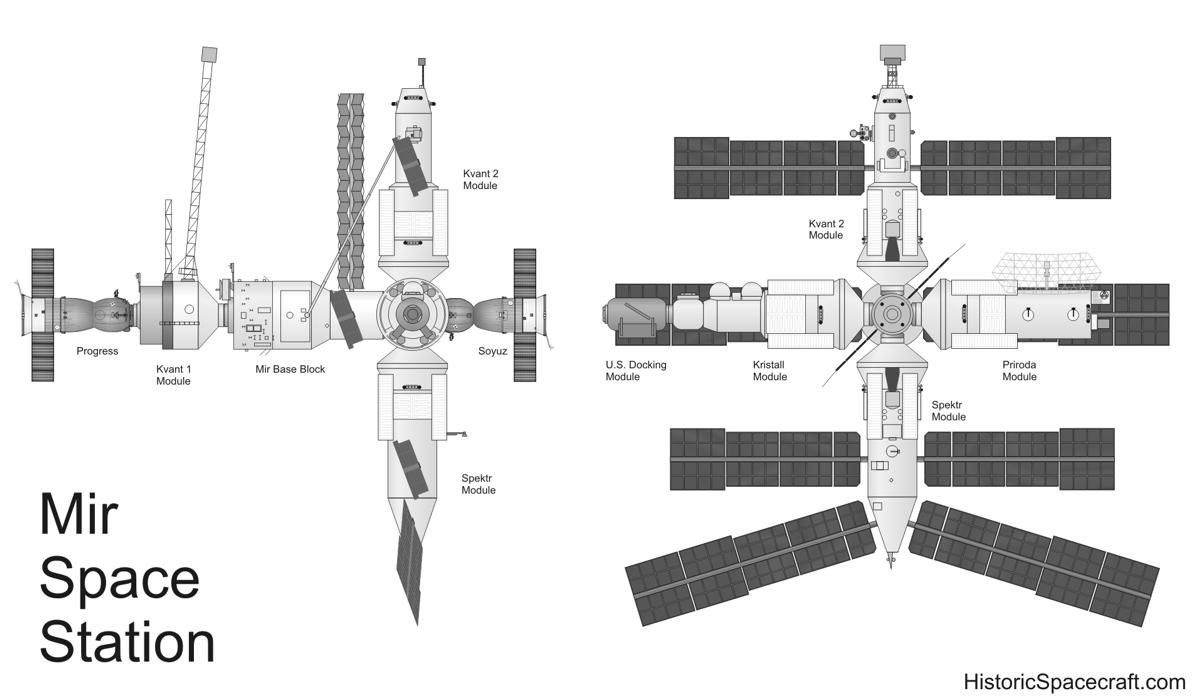 Kvant 2
Module
Progress
Kvant 1
Module
Mir Base Block
Soyuz
Spektr
Module
Kvant 2
Module
U.S. Docking
Module
Kristall
Module
Priroda
Module
Spektr
Module
Mir
Space
Station
HistoricSpacecraft.com